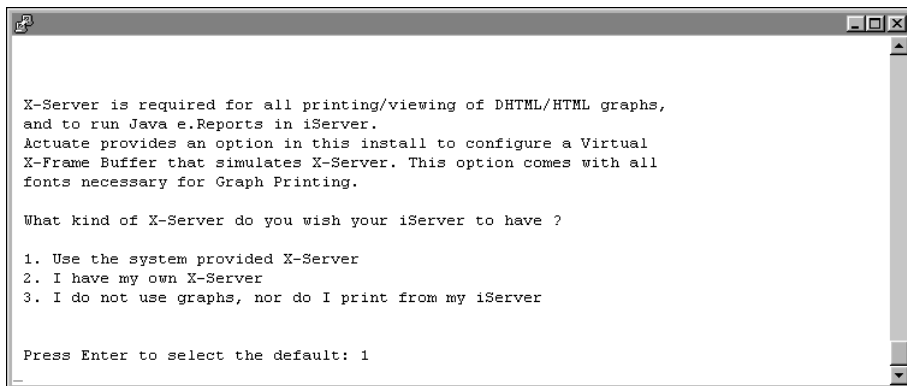 X-Server is required for all printing/viewing of DHTML/HTML graphs,
and to run Java e.Reports in iServer.
Actuate provides an option in this install to configure a Virtual
X-Frame Buffer that simulates X-Server. This option comes with all
fonts necessary for Graph Printing.
What kind of X-Server do you wish your iServer to have ?
1. Use the system provided X-Server
2. I have my own X-Server
3. I do not use graphs, nor do I print from my iServer
Press Enter to select the default: 1